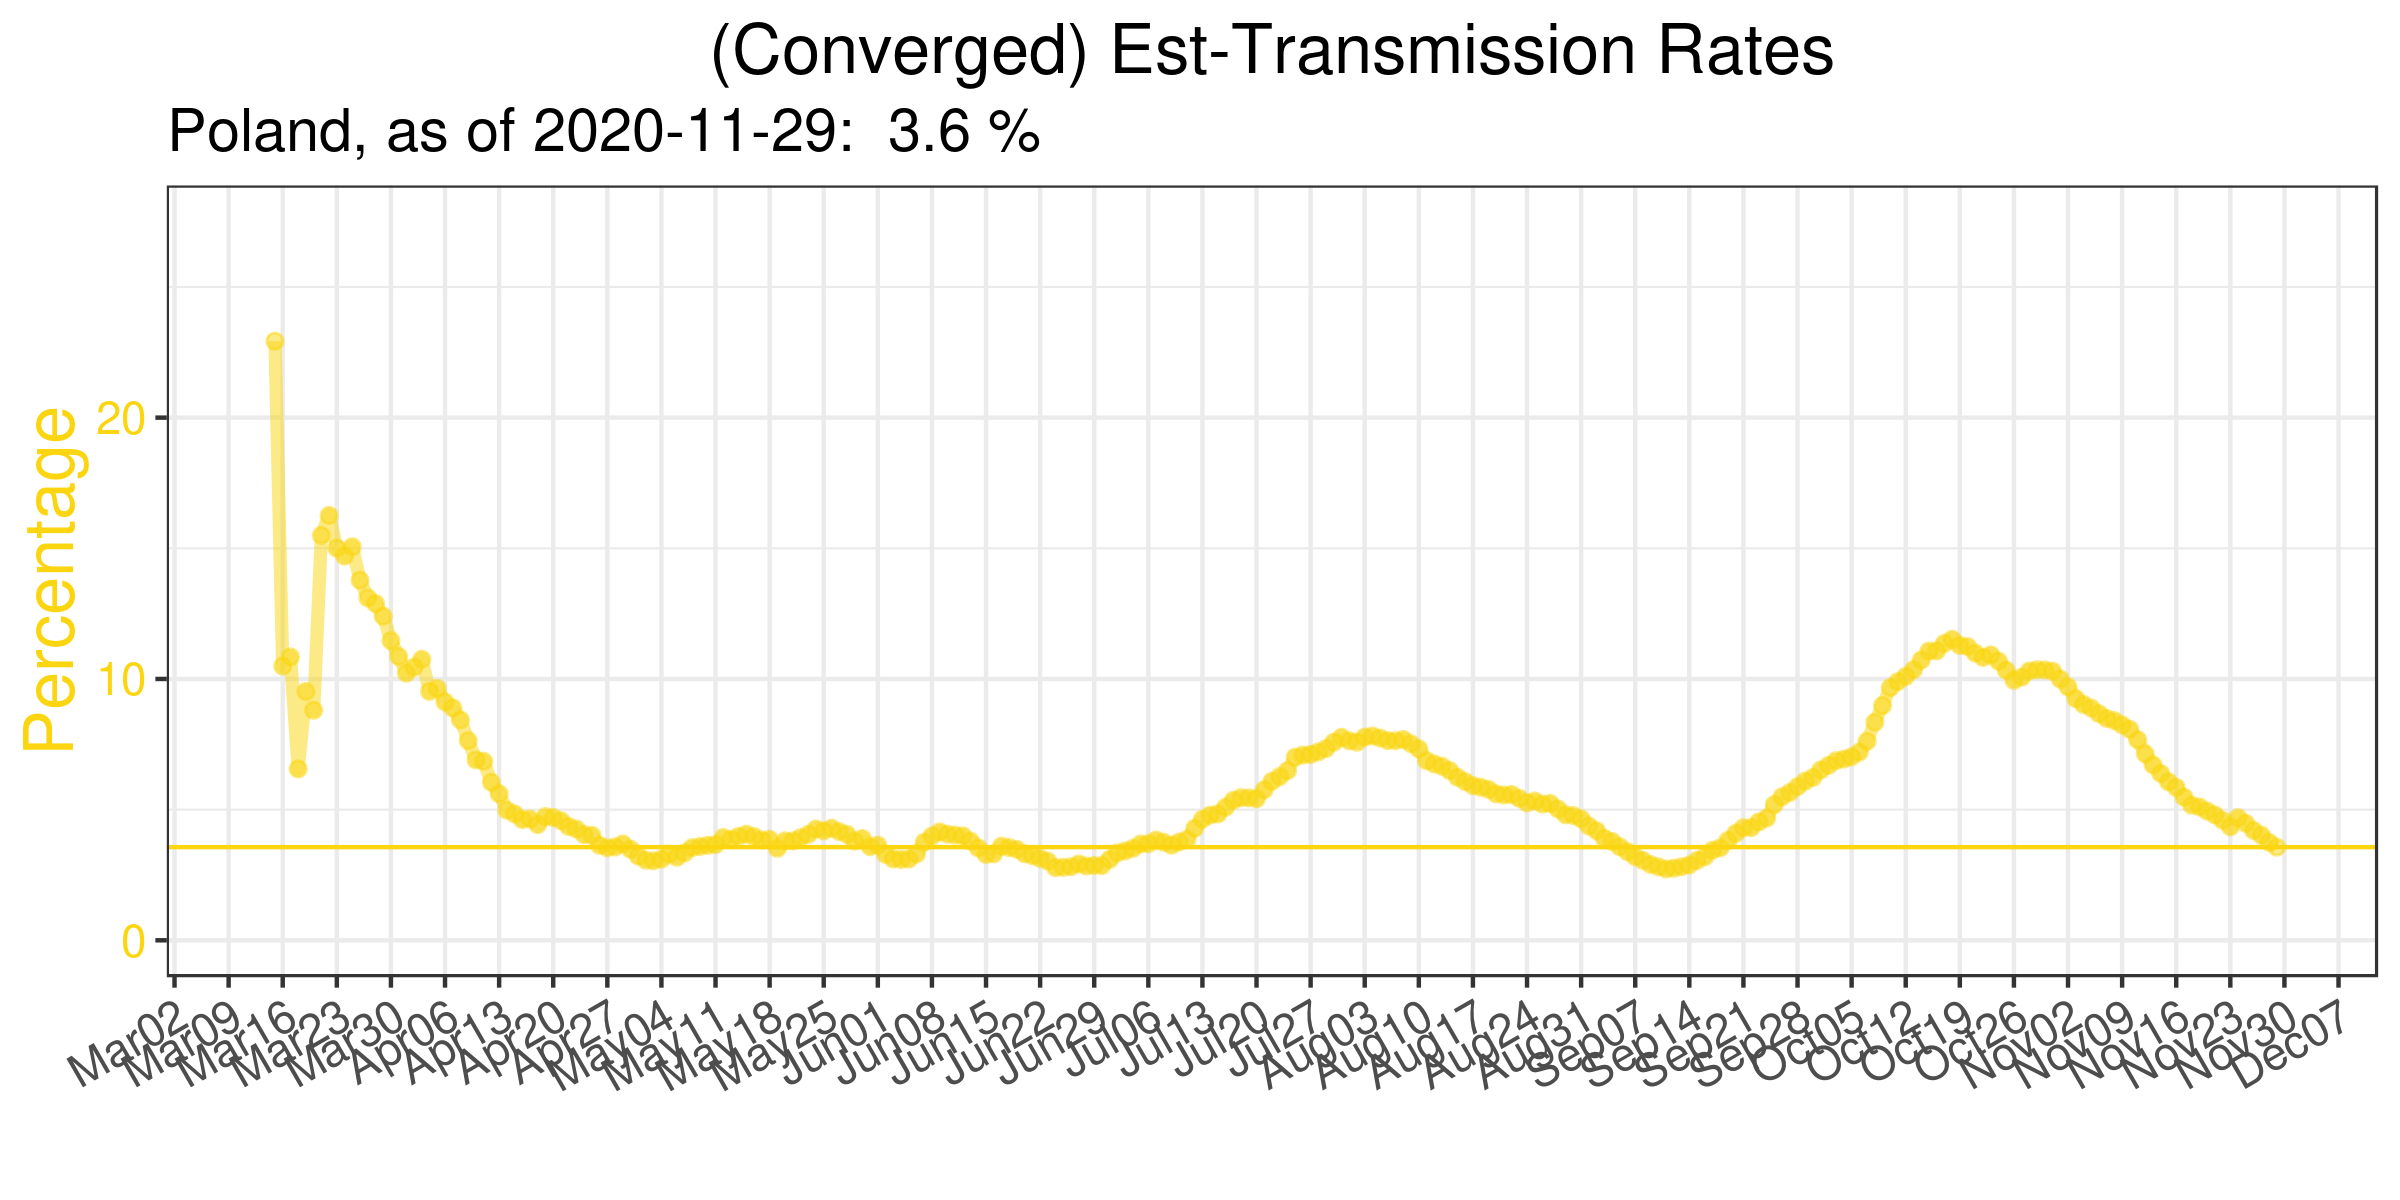 (Converged) Est-Transmission Rates
Poland, as of 2020-11-29:  3.6 %
Percentage
20
10
0
Mar02
Mar09
Mar16
Mar23
Mar30
Apr06
Apr13
Apr20
Apr27
May04
May11
May18
May25
Jun01
Jun08
Jun15
Jun22
Jun29
Jul06
Jul13
Jul20
Jul27
Aug03
Aug10
Aug17
Aug24
Aug31
Sep07
Sep14
Sep21
Sep28
Oct05
Oct12
Oct19
Oct26
Nov02
Nov09
Nov16
Nov23
Nov30
Dec07